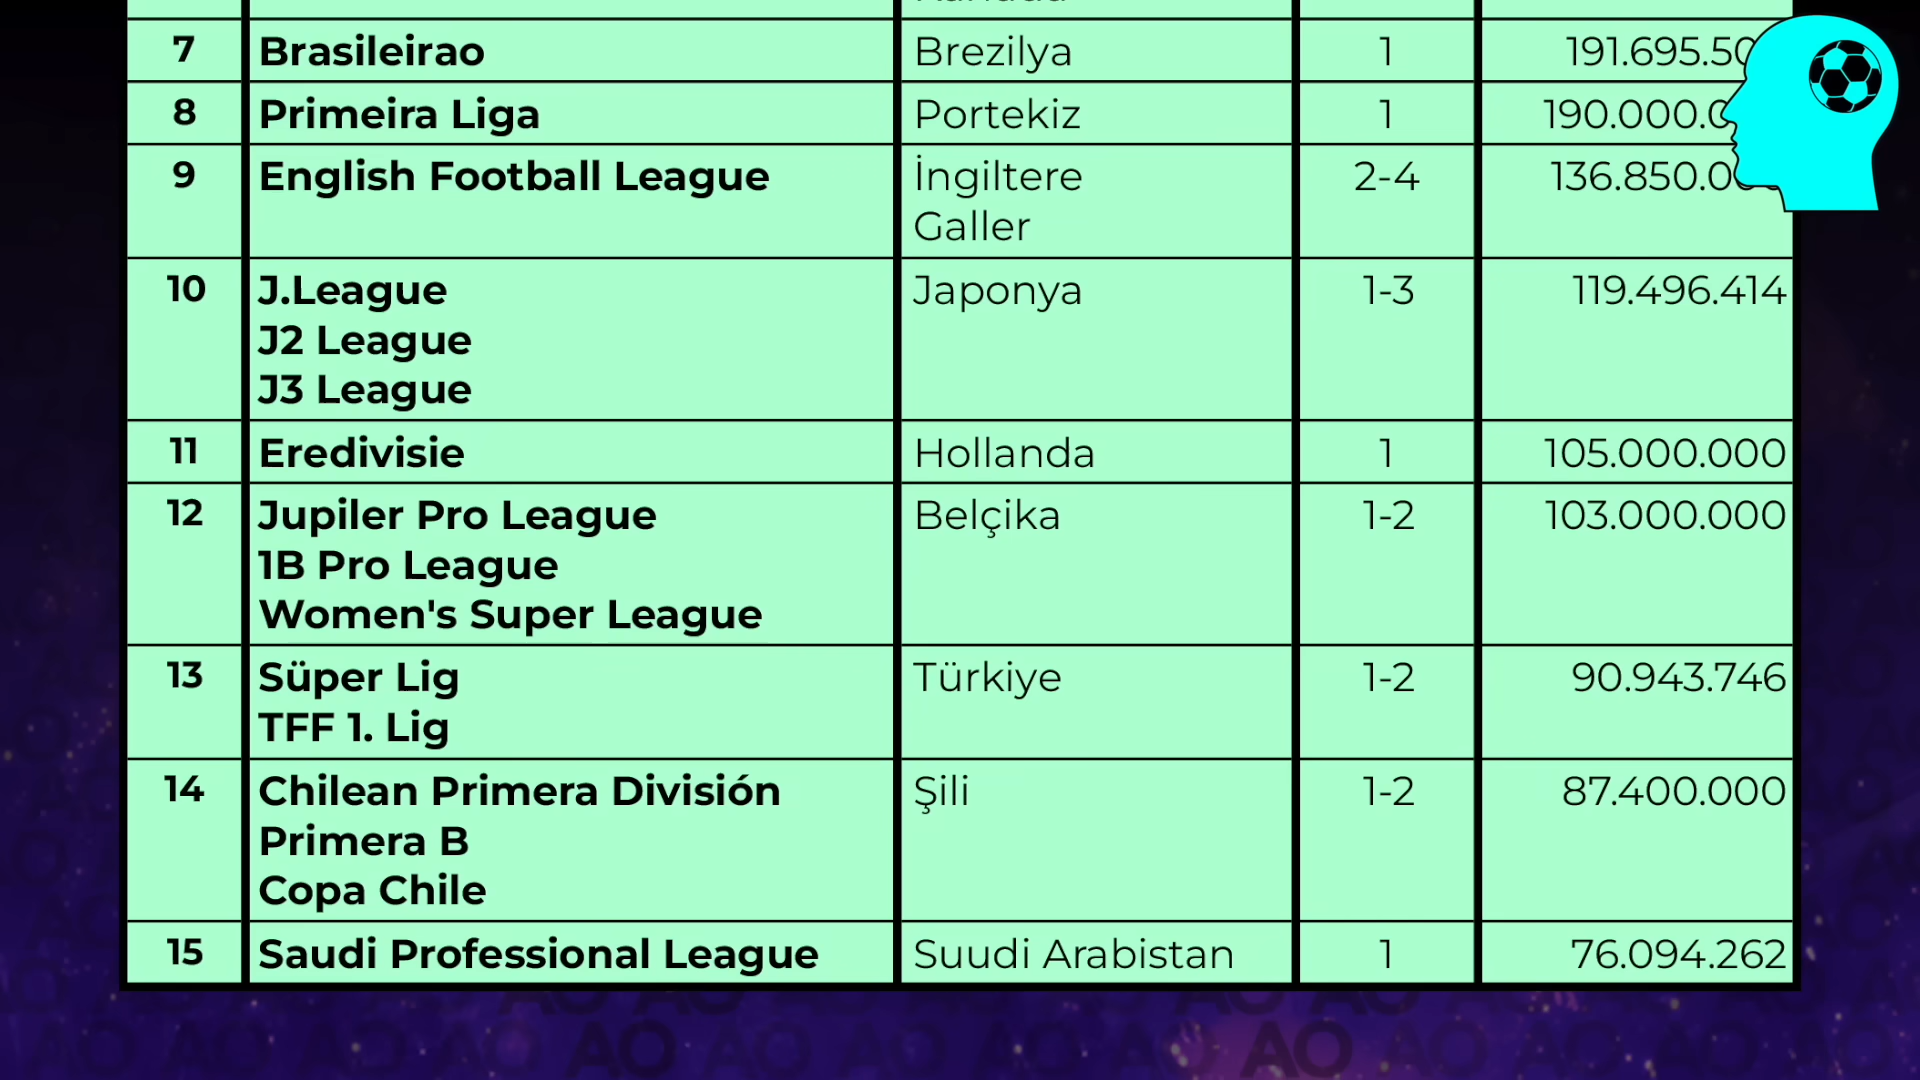 7 Brasileirao Brezilya 1
8 Primeira Liga Portekiz 1
9 English Football League İngiltere 2-4
Galler
10 J.League Japonya 1-3 119.496.414
J2 League
J3 League
11 Eredivisie Hollanda 1 105.000.000
12 Jupiler Pro League Belçika 1-2 103.000.000
1B Pro League
Women's Super League
13 Süper Lig Türkiye 1-2 90.943.746
TFF 1. Lig
14 Chilean Primera División Şili 1-2 87.400.000
Primera B
Copa Chile
15 Saudi Professional League Suudi Arabistan 1 76.094.262